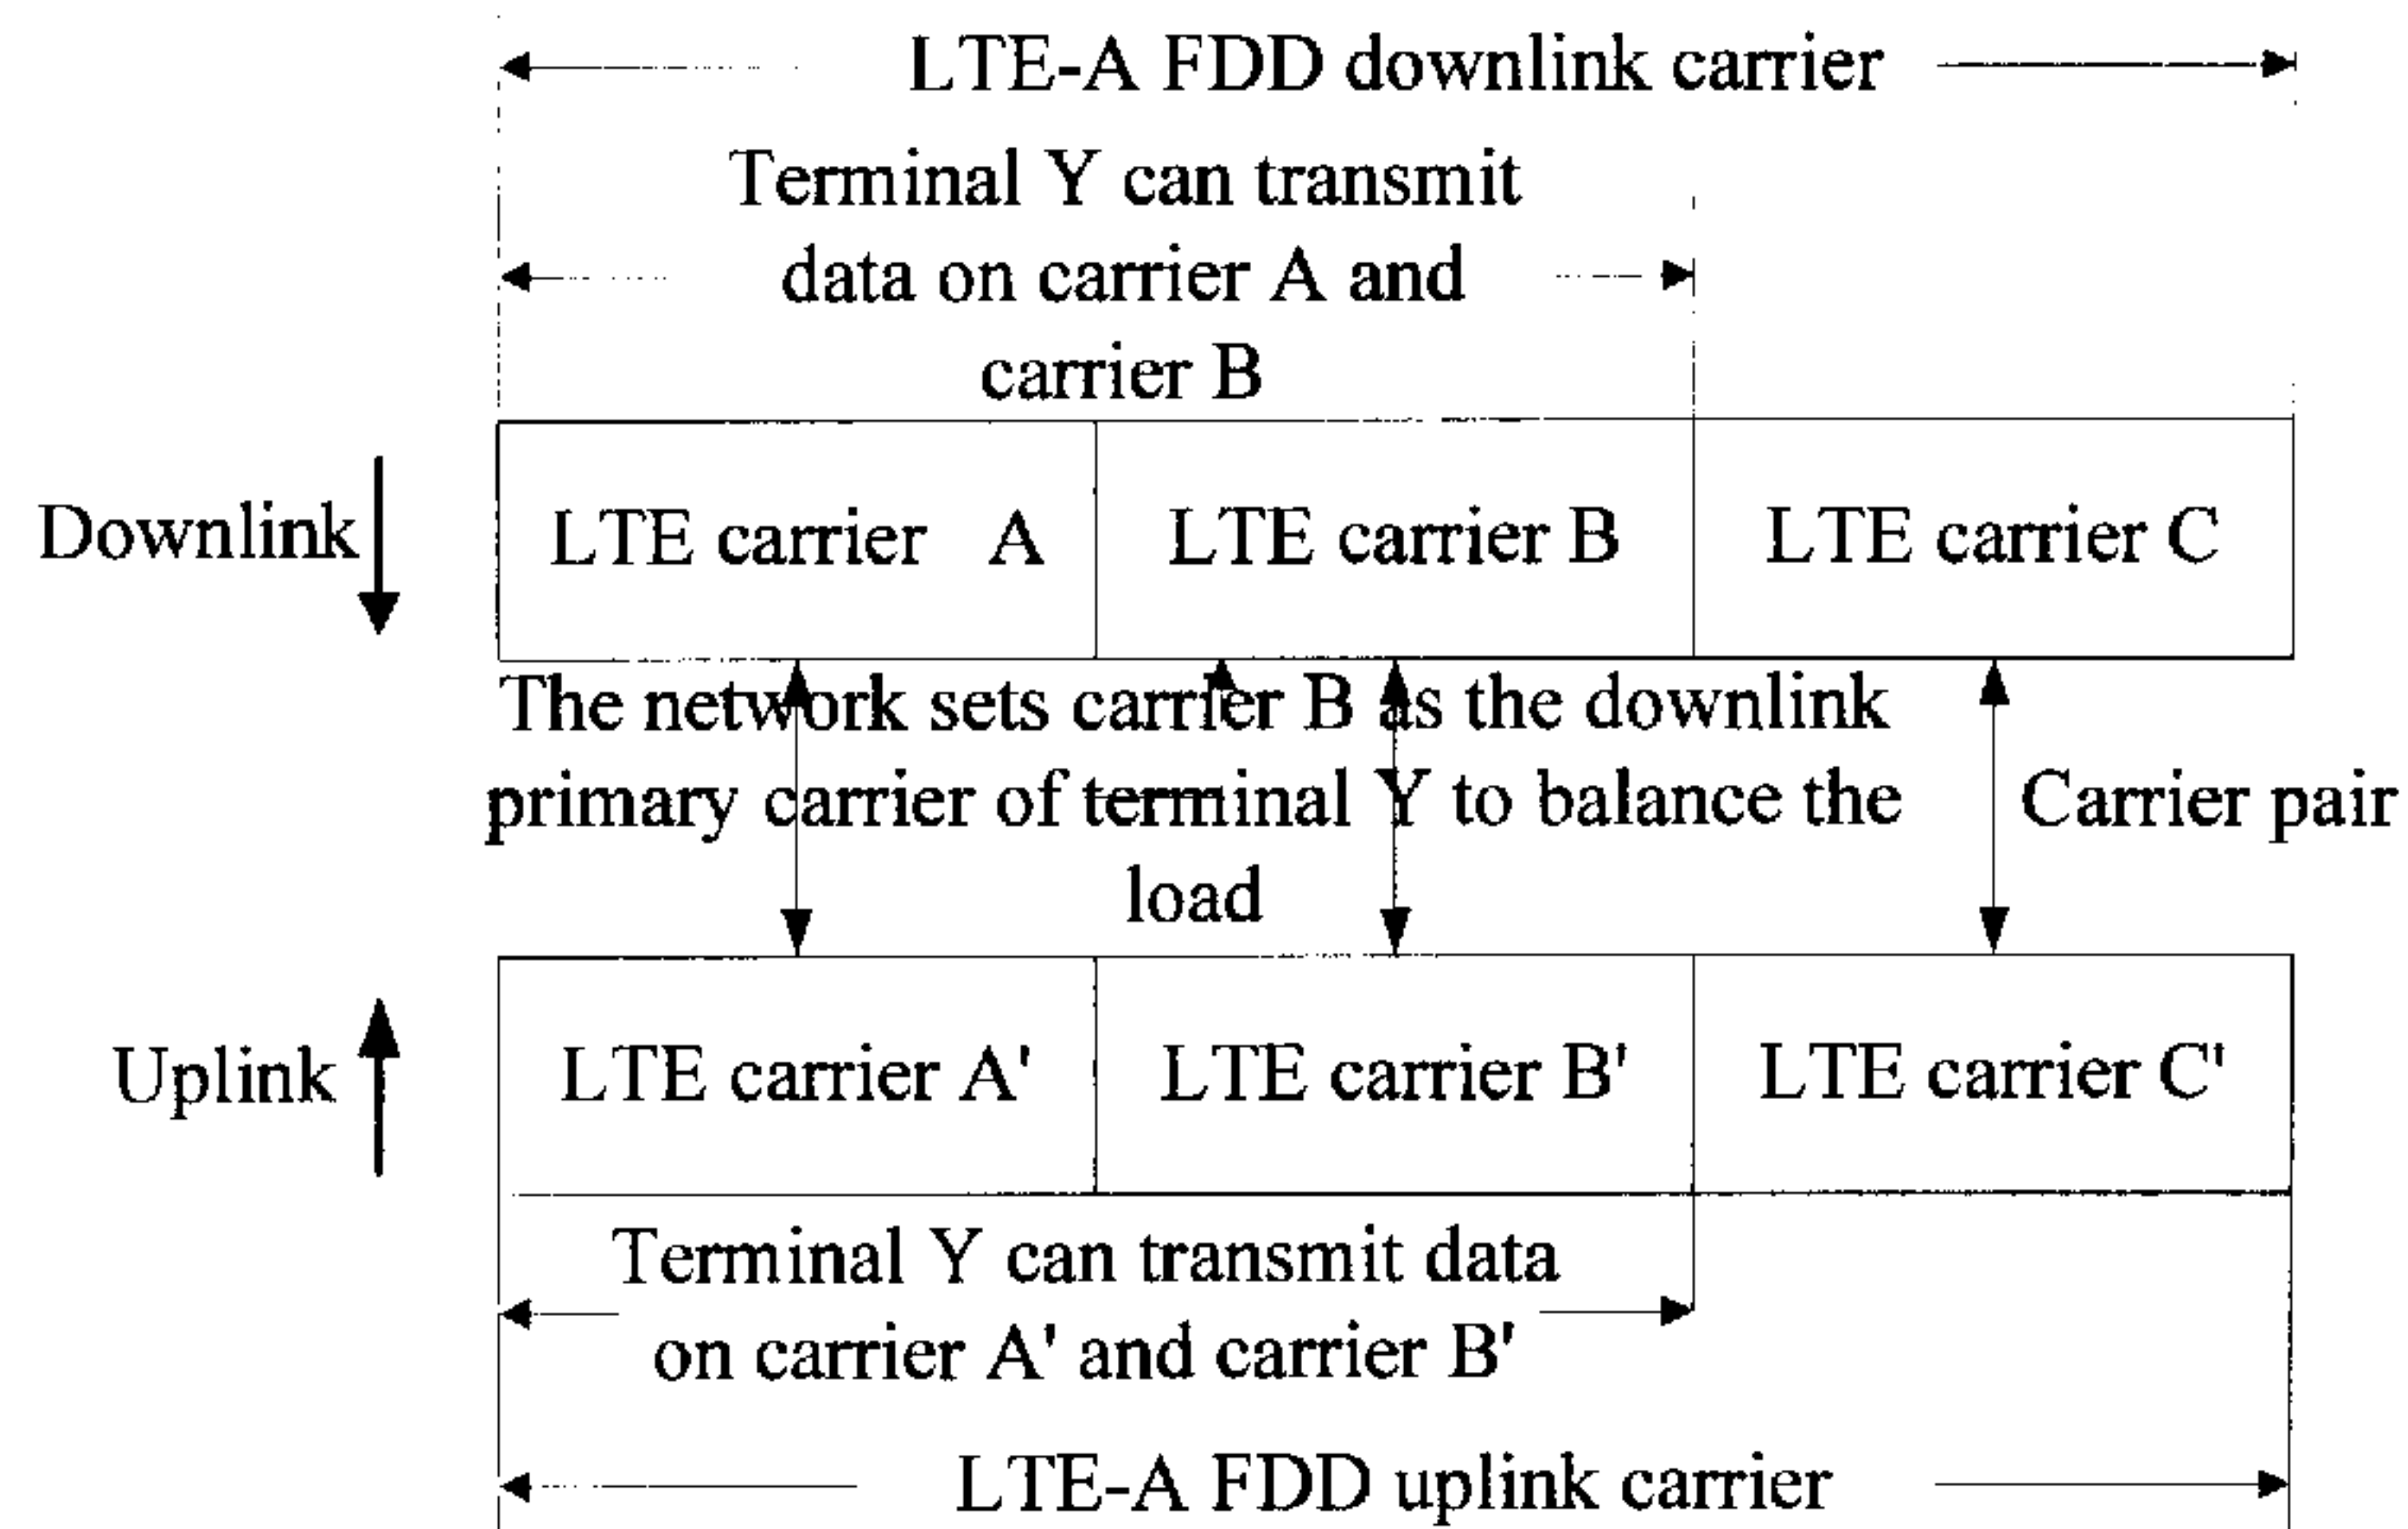 LTE-A FDD downlink carrier
Terminal Y can transmit
data on carrier A and
carrier B
Downlink
LTE carrier A
LTE carrier B
LTE carrier C
The network sets carrier B as the downlink
primary carrier of terminal Y to balance the
load
Carrier pair
Uplink
LTE carrier A'
LTE carrier B'
LTE carrier C'
Terminal Y can transmit data
on carrier A' and carrier B'
LTE-A FDD uplink carrier